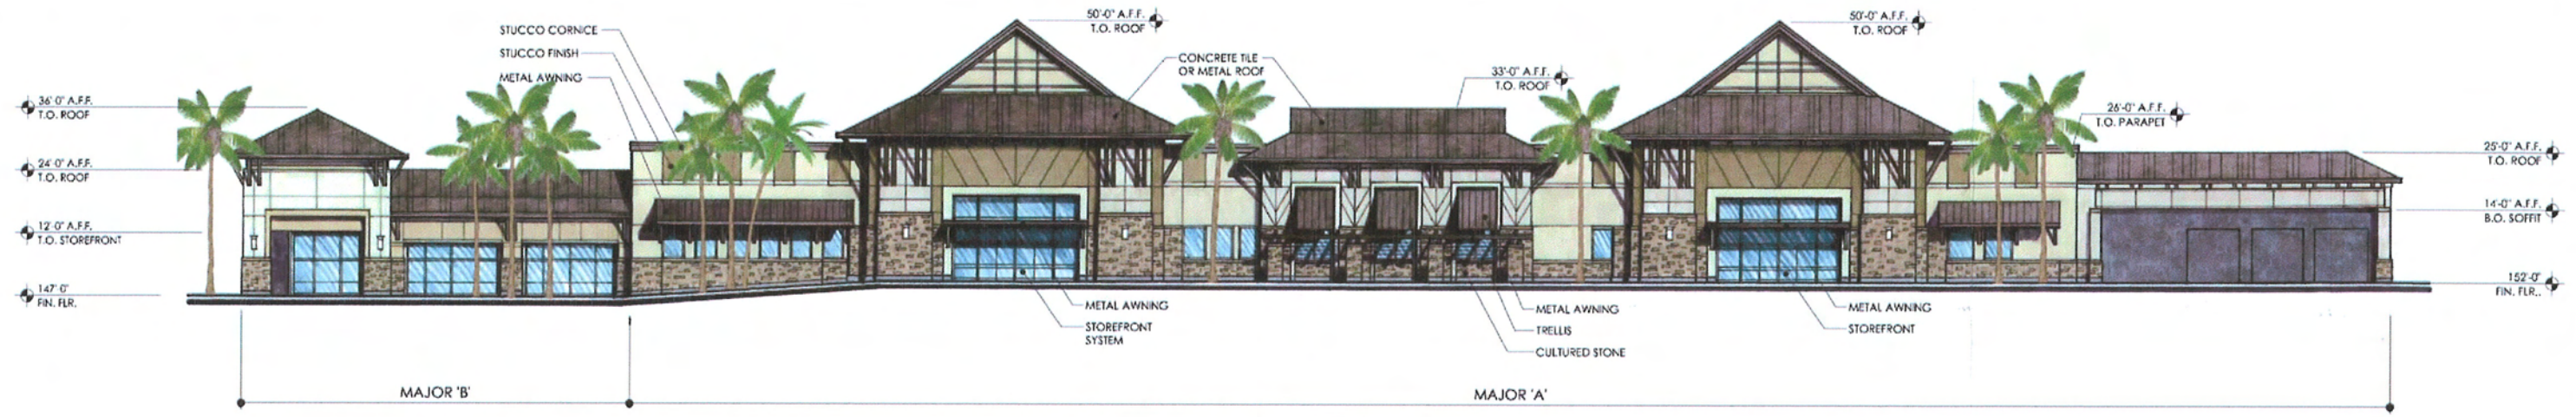 36'-0" A.F.F.
T.O. ROOF
24'-0" A.F.F.
T.O. ROOF
12'-0" A.F.F.
T.O. STOREFRONT
147'-0"
FIN. FLR.
STUCCO CORNICE
STUCCO FINISH
METAL AWNING
50'-0" A.F.F.
T.O. ROOF
CONCRETE TILE
OR METAL ROOF
33'-0" A.F.F.
T.O. ROOF
50'-0" A.F.F.
T.O. ROOF
26'-0" A.F.F.
T.O. PARAPET
25'-0" A.F.F.
T.O. ROOF
14'-0" A.F.F.
B.O. SOFFIT
152'-0"
FIN. FLR..
METAL AWNING
STOREFRONT
SYSTEM
METAL AWNING
TRELLIS
CULTURED STONE
METAL AWNING
STOREFRONT
MAJOR 'B'
MAJOR 'A'